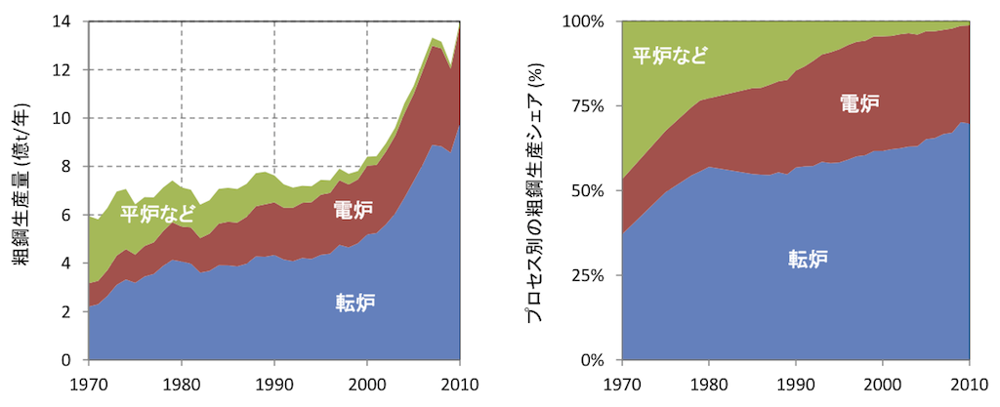 粗鋼生産量 (億t/年)
14
12
10
8
6
4
2
0
1970 1980 1990 2000 2010
平炉など
電炉
転炉
プロセス別の粗鋼生産シェア (%)
100%
75%
50%
25%
0%
1970 1980 1990 2000 2010
平炉など
電炉
転炉